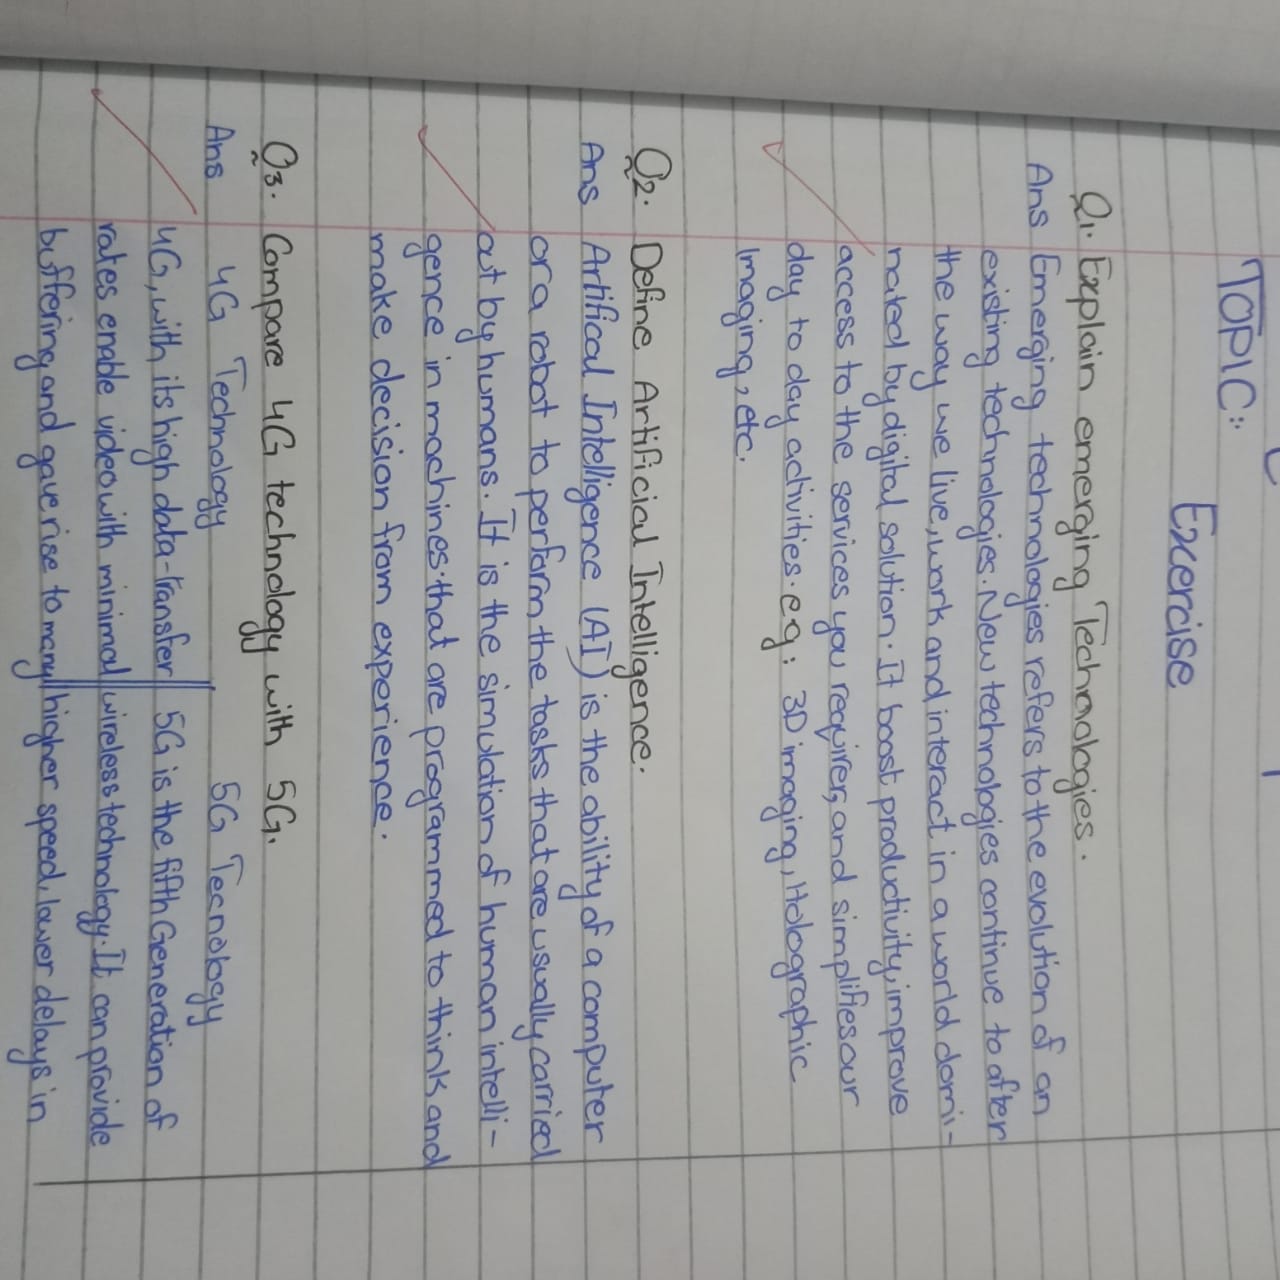 TOPIC:
Excercise
Q1. Explain emerging Technologies.
Ans Emerging technologies refers to the evolution of an
existing technologies. New technologies continue to after
the way we live, work and interact in a world domi-
nated by digital solution. It boost productivity, improve
access to the services you requires, and simplifies our
day to day activities. eg: 3D imaging, Holographic
Imaging, etc.
Q2. Define Artificial Intelligence.
Ans Artifical Intelligence (AI) is the ability of a computer
or a robot to perform the tasks that are usually carried
out by humans. It is the simulation of human intelli-
gence in machines that are programmed to think and
make decision from experience.
Q3. Compare 4G technology with 5G.
Ans 4G Technology 5G Tecnology
4G, with its high data-transfer 5G is the fifth Generation of
rates enable video with minimal wireless technology. It can provide
buffering and gave rise to many higher speed, lower delays in